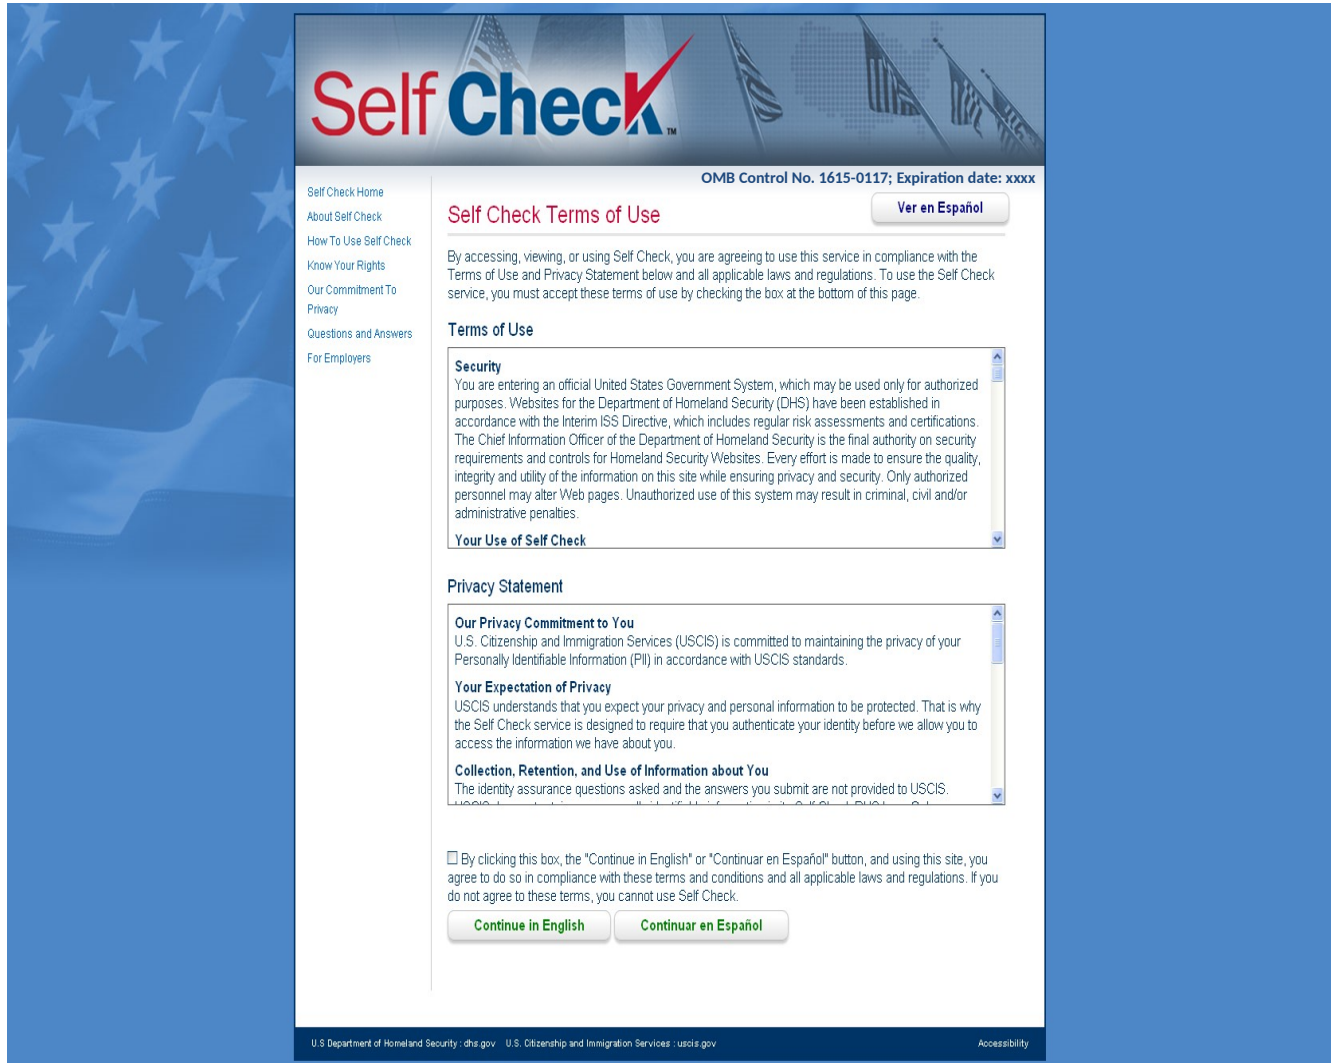 Self Check™
OMB Control No. 1615-0117; Expiration date: xxxx
Self Check Home
About Self Check
How To Use Self Check
Know Your Rights
Our Commitment To
Privacy
Questions and Answers
For Employers
Self Check Terms of Use
Ver en Español
By accessing, viewing, or using Self Check, you are agreeing to use this service in compliance with the
Terms of Use and Privacy Statement below and all applicable laws and regulations. To use the Self Check
service, you must accept these terms of use by checking the box at the bottom of this page.
Terms of Use
Security
You are entering an official United States Government System, which may be used only for authorized
purposes. Websites for the Department of Homeland Security (DHS) have been established in
accordance with the Interim ISS Directive, which includes regular risk assessments and certifications.
The Chief Information Officer of the Department of Homeland Security is the final authority on security
requirements and controls for Homeland Security Websites. Every effort is made to ensure the quality,
integrity and utility of the information on this site while ensuring privacy and security. Only authorized
personnel may alter Web pages. Unauthorized use of this system may result in criminal, civil and/or
administrative penalties.
Your Use of Self Check
Privacy Statement
Our Privacy Commitment to You
U.S. Citizenship and Immigration Services (USCIS) is committed to maintaining the privacy of your
Personally Identifiable Information (PII) in accordance with USCIS standards.
Your Expectation of Privacy
USCIS understands that you expect your privacy and personal information to be protected. That is why
the Self Check service is designed to require that you authenticate your identity before we allow you to
access the information we have about you.
Collection, Retention, and Use of Information about You
The identity assurance questions asked and the answers you submit are not provided to USCIS.
By clicking this box, the "Continue in English" or "Continuar en Español" button, and using this site, you
agree to do so in compliance with these terms and conditions and all applicable laws and regulations. If you
do not agree to these terms, you cannot use Self Check.
Continue in English
Continuar en Español
U.S Department of Homeland Security : dhs.gov U.S. Citizenship and Immigration Services : uscis.gov
Accessibility